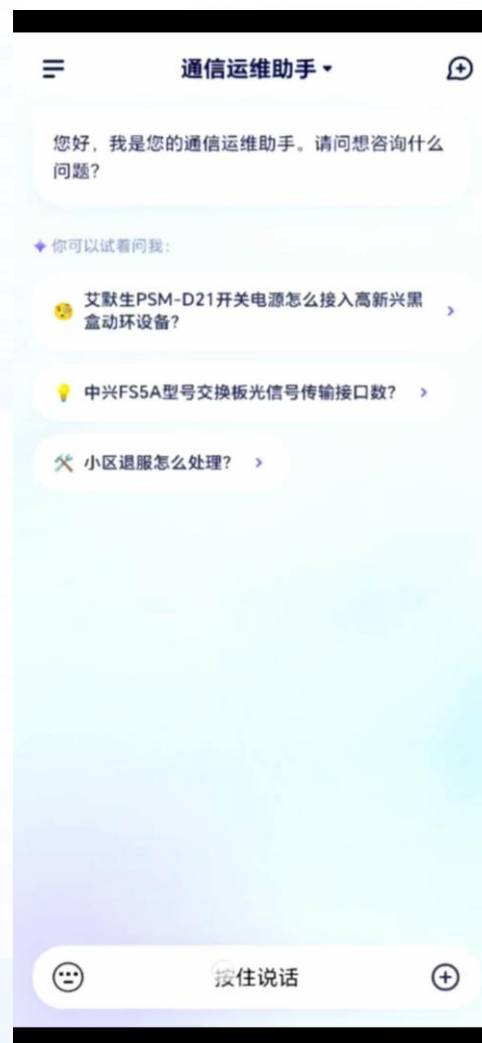 通信运维助手
您好，我是您的通信运维助手。请问想咨询什么
问题？
你可以试着问我：
艾默生PSM-D21开关电源怎么接入高新兴黑
盒动环设备？
中兴FS5A型号交换板光信号传输接口数？
小区退服怎么处理？
按住说话